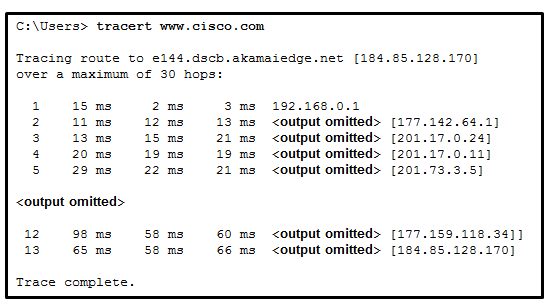 C:\Users> tracert www.cisco.com
Tracing route to e144.dscb.akamaiedge.net [184.85.128.170]
over a maximum of 30 hops:
1 15 ms 2 ms 3 ms 192.168.0.1
2 11 ms 12 ms 13 ms <output omitted> [177.142.64.1]
3 13 ms 15 ms 21 ms <output omitted> [201.17.0.24]
4 20 ms 19 ms 19 ms <output omitted> [201.17.0.11]
5 29 ms 22 ms 21 ms <output omitted> [201.73.3.5]
<output omitted>
12 98 ms 58 ms 60 ms <output omitted> [177.159.118.34]]
13 65 ms 58 ms 66 ms <output omitted> [184.85.128.170]
Trace complete.